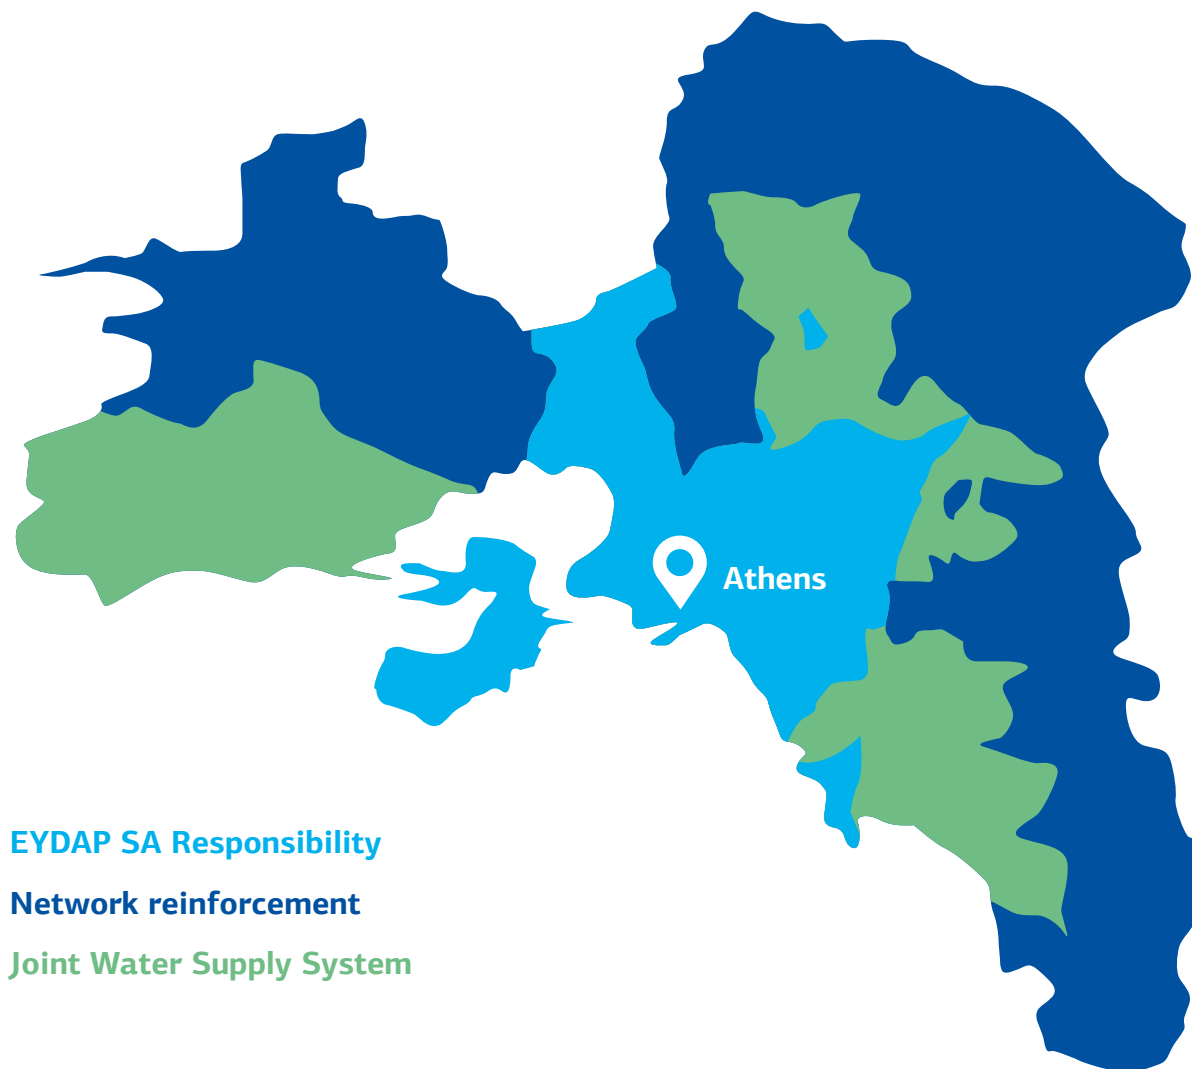 Athens
EYDAP SA Responsibility
Network reinforcement
Joint Water Supply System